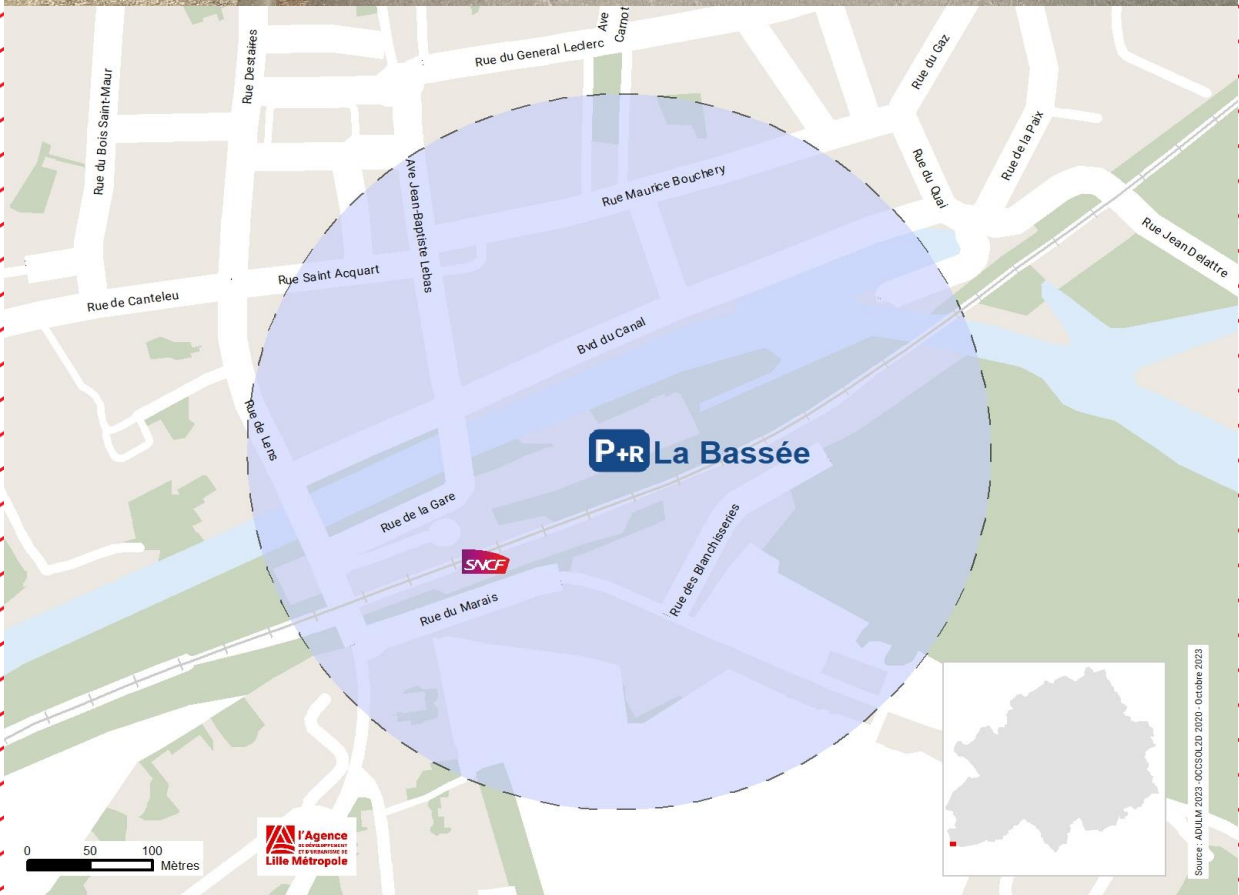 Ave
Carnot
Rue du General Leclerc
Rue Destaires
Rue du Bois Saint-Maur
Rue du Gaz
Rue de la Paix
Rue du Quai
Rue Maurice Bouchery
Ave Jean-Baptiste Lebas
Rue Jean Delattre
Rue Saint Acquart
Rue de Canteleu
Bvd du Canal
Rue de Lens
P+R La Bassée
Rue de la Gare
SNCF
Rue des Blanchisseries
Rue du Marais
0 50 100
Mètres
l'Agence
DE DÉVELOPPEMENT
ET D'URBANISME DE
Lille Métropole
Source : ADULM 2023 -OCCSOL2D 2020 - Octobre 2023